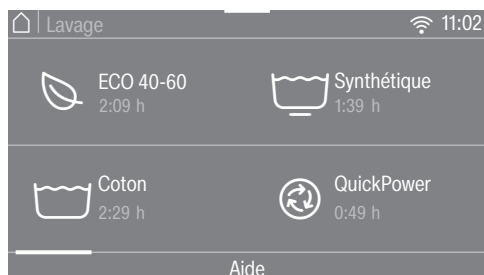 Lavage 11:02
ECO 40-60
2:09 h
Synthétique
1:39 h
Coton
2:29 h
QuickPower
0:49 h
Aide